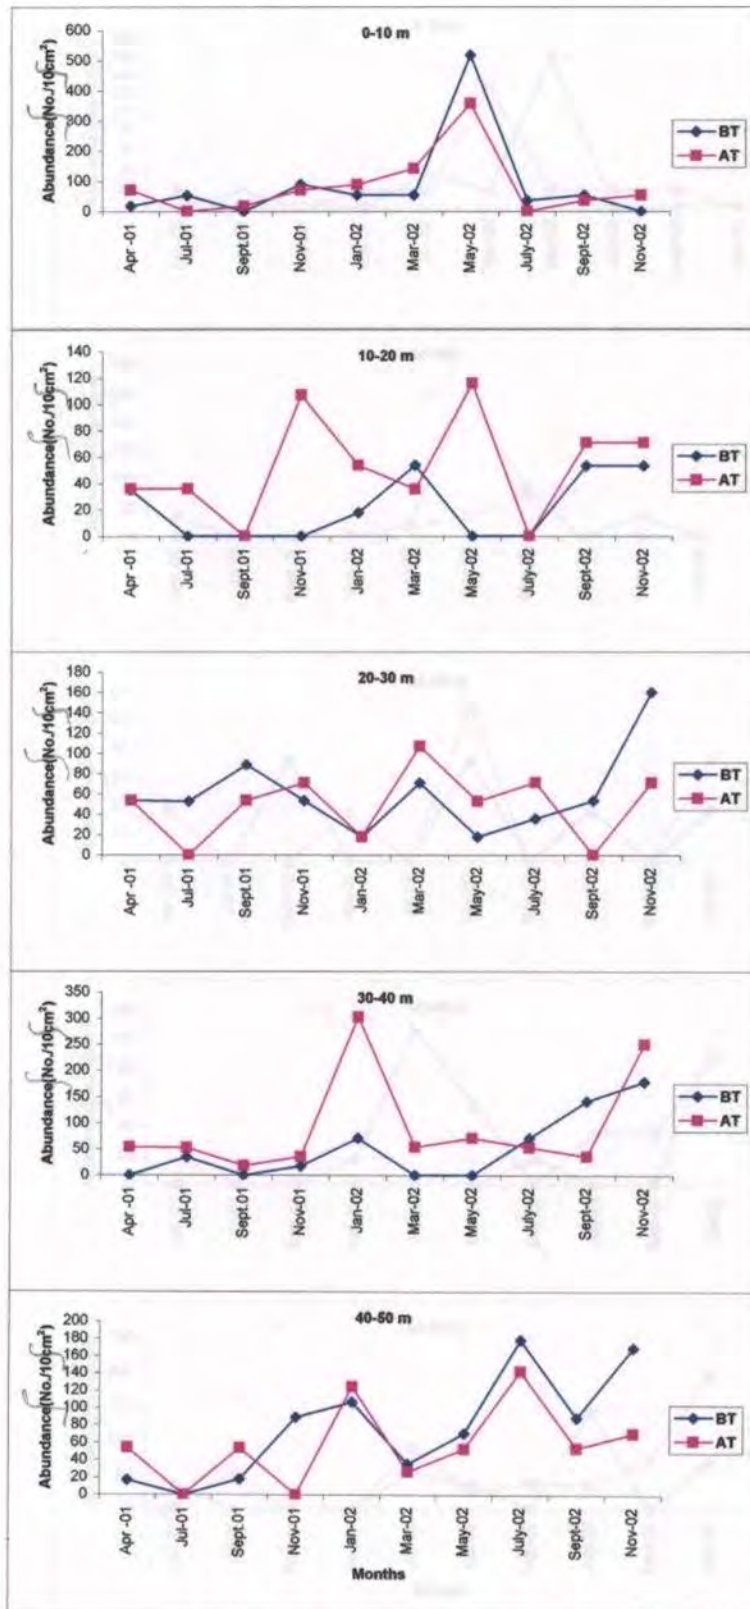 0-10 m
Abundance(No./10cm²)
600
500
400
300
200
100
0
Apr -01
Jul-01
Sept.01
Nov-01
Jan-02
Mar-02
May-02
July-02
Sept-02
Nov-02
BT
AT
10-20 m
Abundance(No./10cm²)
140
120
100
80
60
40
20
0
Apr -01
Jul-01
Sept.01
Nov-01
Jan-02
Mar-02
May-02
July-02
Sept-02
Nov-02
BT
AT
20-30 m
Abundance(No./10cm²)
180
160
140
120
100
80
60
40
20
0
Apr -01
Jul-01
Sept.01
Nov-01
Jan-02
Mar-02
May-02
July-02
Sept-02
Nov-02
BT
AT
30-40 m
Abundance(No./10cm²)
350
300
250
200
150
100
50
0
Apr -01
Jul-01
Sept.01
Nov-01
Jan-02
Mar-02
May-02
July-02
Sept-02
Nov-02
BT
AT
40-50 m
Abundance(No./10cm²)
200
180
160
140
120
100
80
60
40
20
0
Apr -01
Jul-01
Sept.01
Nov-01
Jan-02
Mar-02
May-02
July-02
Sept-02
Nov-02
BT
AT
Months